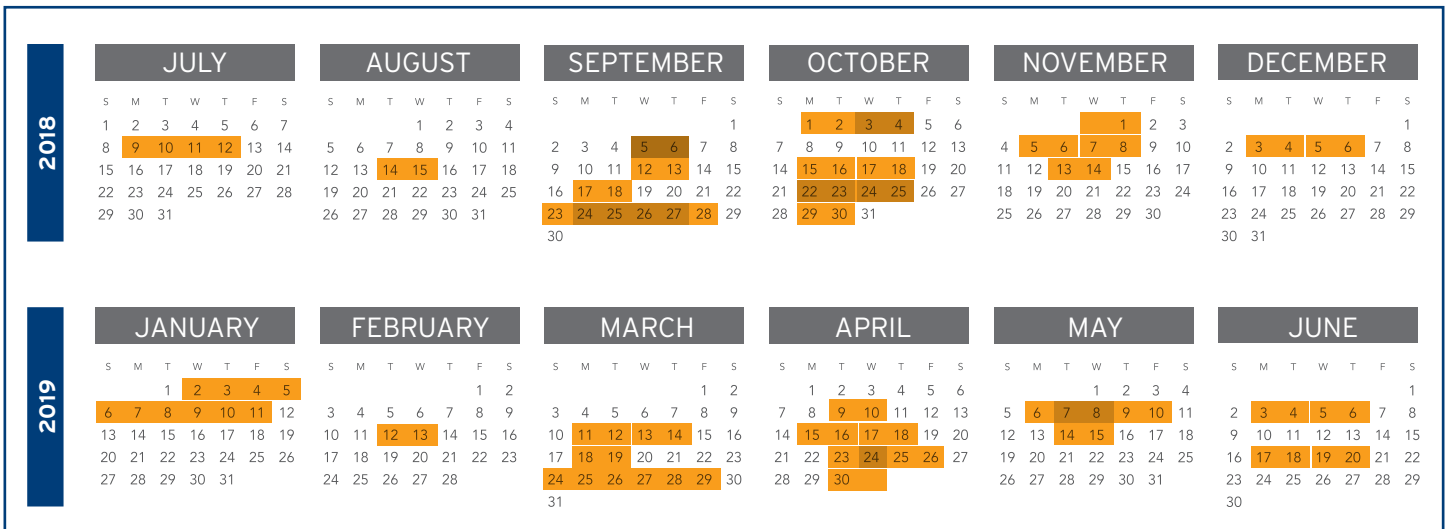 2018
JULY AUGUST SEPTEMBER OCTOBER NOVEMBER DECEMBER
S M T W T F S S M T W T F S S M T W T F S S M T W T F S S M T W T F S S M T W T F S
1 2 3 4 5 6 7 1 2 3 4 1 1 2 3 4 5 6 1 2 3 1
8 9 10 11 12 13 14 5 6 7 8 9 10 11 2 3 4 5 6 7 8 7 8 9 10 11 12 13 4 5 6 7 8 9 10 2 3 4 5 6 7 8
15 16 17 18 19 20 21 12 13 14 15 16 17 18 9 10 11 12 13 14 15 14 15 16 17 18 19 20 11 12 13 14 15 16 17 9 10 11 12 13 14 15
22 23 24 25 26 27 28 19 20 21 22 23 24 25 16 17 18 19 20 21 22 21 22 23 24 25 26 27 18 19 20 21 22 23 24 16 17 18 19 20 21 22
29 30 31 26 27 28 29 30 31 23 24 25 26 27 28 29 28 29 30 31 25 26 27 28 29 30 23 24 25 26 27 28 29
30 30 31
2019
JANUARY FEBRUARY MARCH APRIL MAY JUNE
S M T W T F S S M T W T F S S M T W T F S S M T W T F S S M T W T F S S M T W T F S
1 2 3 4 5 1 2 1 2 1 2 3 4 5 6 1 2 3 4 1
6 7 8 9 10 11 12 3 4 5 6 7 8 9 3 4 5 6 7 8 9 7 8 9 10 11 12 13 5 6 7 8 9 10 11 2 3 4 5 6 7 8
13 14 15 16 17 18 19 10 11 12 13 14 15 16 10 11 12 13 14 15 16 14 15 16 17 18 19 20 12 13 14 15 16 17 18 9 10 11 12 13 14 15
20 21 22 23 24 25 26 17 18 19 20 21 22 23 17 18 19 20 21 22 23 21 22 23 24 25 26 27 19 20 21 22 23 24 25 16 17 18 19 20 21 22
27 28 29 30 31 24 25 26 27 28 24 25 26 27 28 29 30 28 29 30 26 27 28 29 30 31 23 24 25 26 27 28 29
31 30